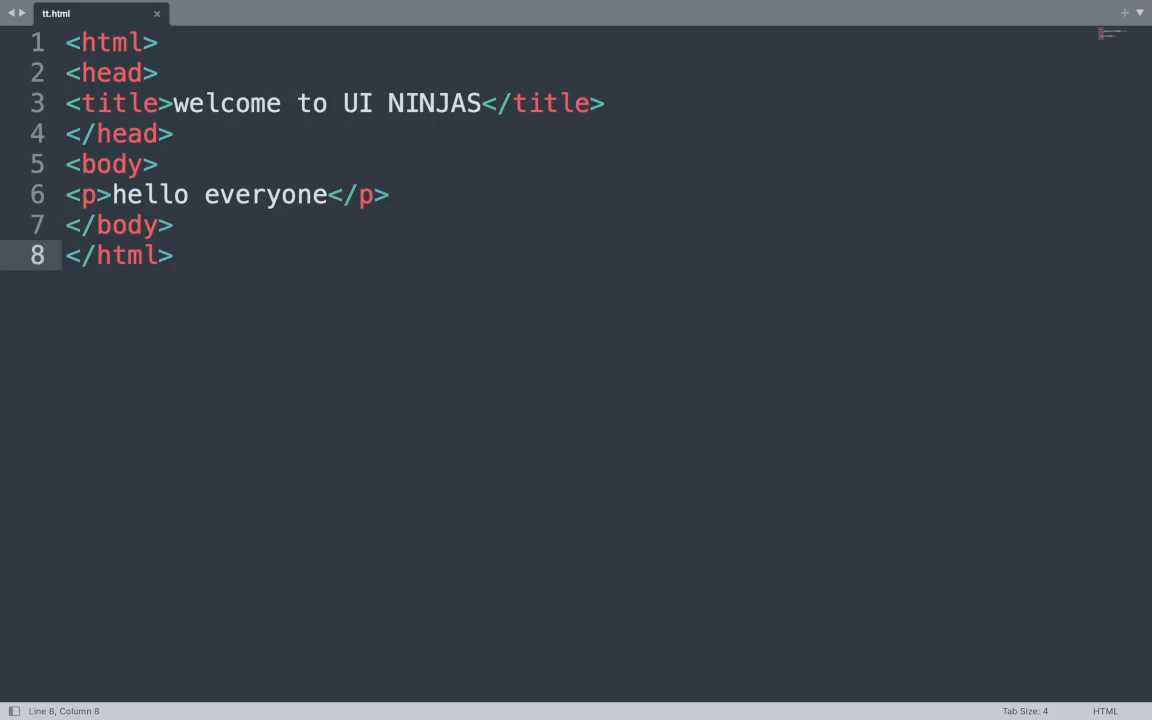 tt.html
1 <html>
2 <head>
3 <title>welcome to UI NINJAS</title>
4 </head>
5 <body>
6 <p>hello everyone</p>
7 </body>
8 </html>
Line 8, Column 8
Tab Size: 4
HTML